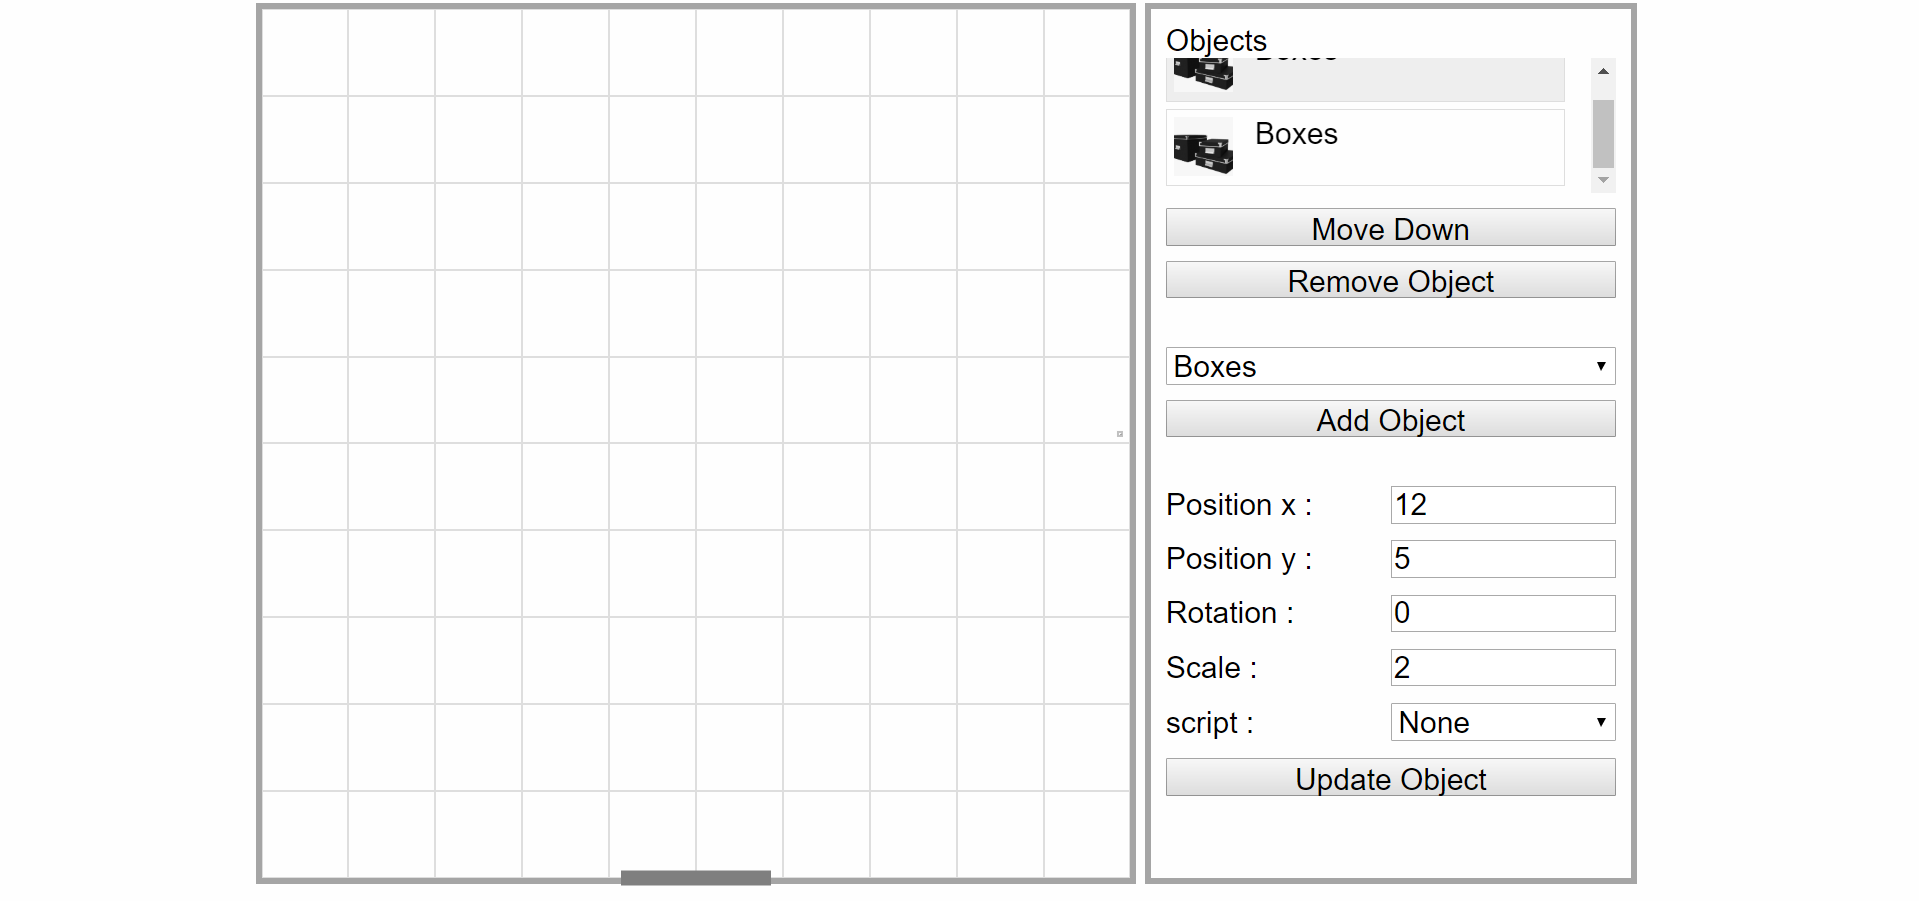 Objects
Boxes
Boxes
Move Down
Remove Object
Boxes
Add Object
Position x : 12
Position y : 5
Rotation : 0
Scale : 2
script : None
Update Object